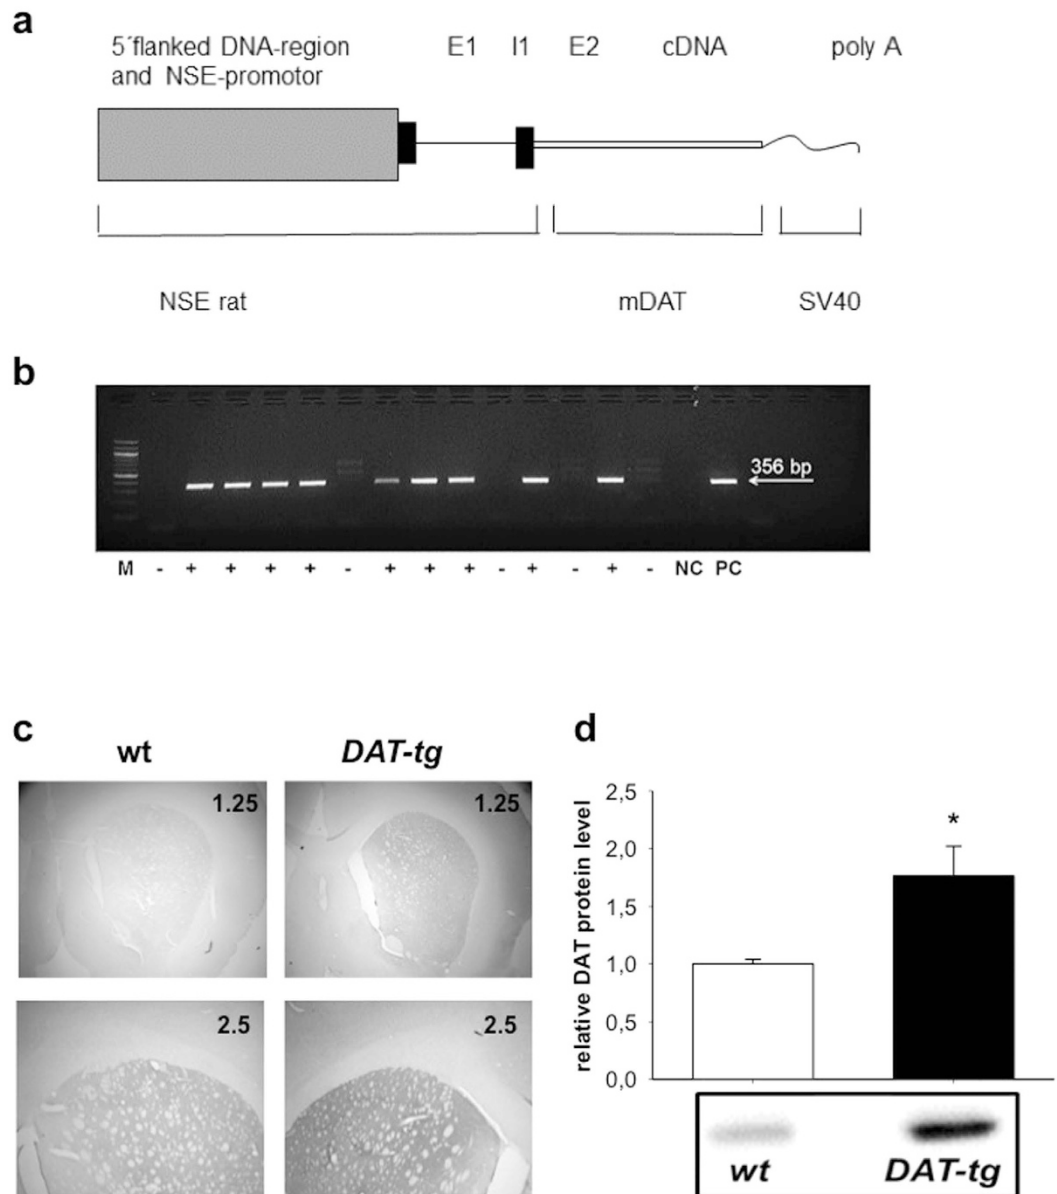 a
5´flanked DNA-region E1 I1 E2 cDNA poly A
and NSE-promotor
NSE rat mDAT SV40
b
356 bp
M - + + + + - + + + - + - + - NC PC
c
wt DAT-tg
1.25 1.25
2.5 2.5
d
relative DAT protein level
2,5
2,0
*
1,5
1,0
0,5
0,0
wt DAT-tg